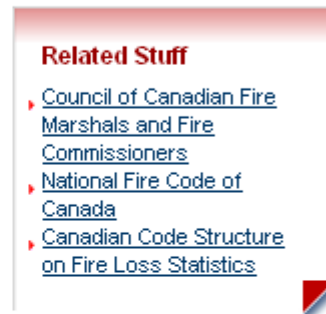 Related Stuff
Council of Canadian Fire
Marshals and Fire
Commissioners
National Fire Code of
Canada
Canadian Code Structure
on Fire Loss Statistics